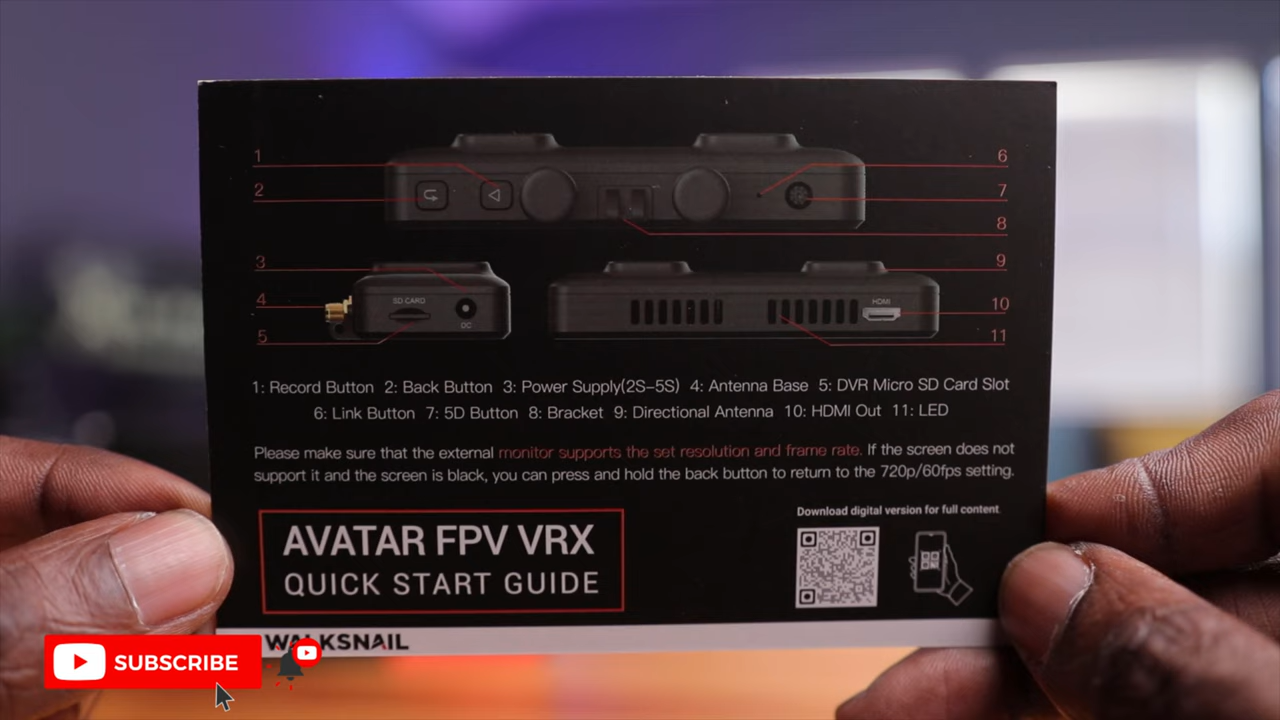 1
2
3
4
5
6
7
8
9
10
11
SD CARD
DC
HDMI
1: Record Button 2: Back Button 3: Power Supply(2S-5S) 4: Antenna Base 5: DVR Micro SD Card Slot
6: Link Button 7: 5D Button 8: Bracket 9: Directional Antenna 10: HDMI Out 11: LED
Please make sure that the external monitor supports the set resolution and frame rate. If the screen does not
support it and the screen is black, you can press and hold the back button to return to the 720p/60fps setting.
Download digital version for full content
AVATAR FPV VRX
QUICK START GUIDE
WALKSNAIL
SUBSCRIBE